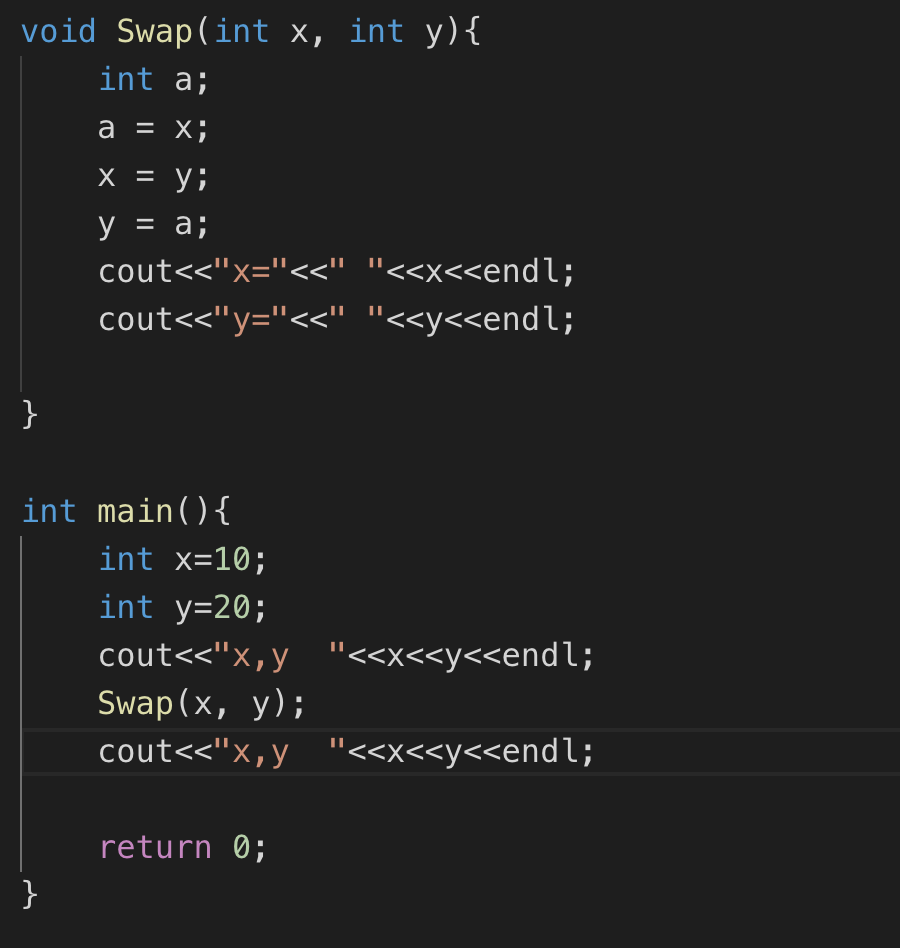 void Swap(int x, int y){
    int a;
    a = x;
    x = y;
    y = a;
    cout<<"x="<<" "<<x<<endl;
    cout<<"y="<<" "<<y<<endl;
}
int main(){
    int x=10;
    int y=20;
    cout<<"x,y  "<<x<<y<<endl;
    Swap(x, y);
    cout<<"x,y  "<<x<<y<<endl;
    return 0;
}